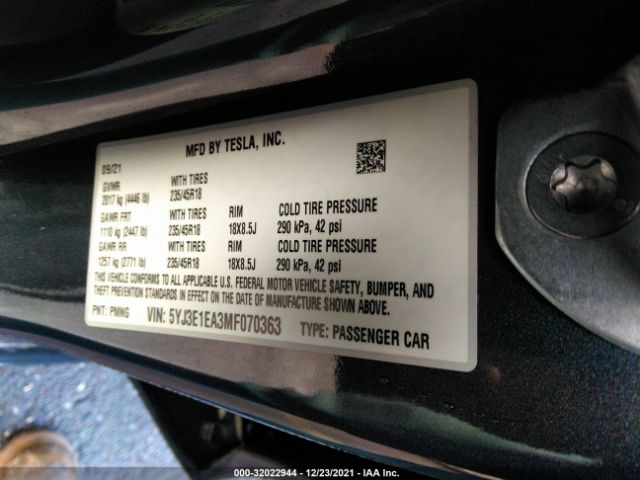 MFD BY TESLA, INC.
09/21
GVWR WITH TIRES
2017 kg (4446 lb) 235/45R18
GAWR FRT WITH TIRES RIM COLD TIRE PRESSURE
1110 kg (2447 lb) 235/45R18 18X8.5J 290 kPa, 42 psi
GAWR RR WITH TIRES RIM COLD TIRE PRESSURE
1257 kg (2771 lb) 235/45R18 18X8.5J 290 kPa, 42 psi
THIS VEHICLE CONFORMS TO ALL APPLICABLE U.S. FEDERAL MOTOR VEHICLE SAFETY, BUMPER, AND
THEFT PREVENTION STANDARDS IN EFFECT ON THE DATE OF MANUFACTURE SHOWN ABOVE.
PNT: PMNG VIN: 5YJ3E1EA3MF070363 TYPE: PASSENGER CAR
000-32022944 - 12/23/2021 - IAA Inc.